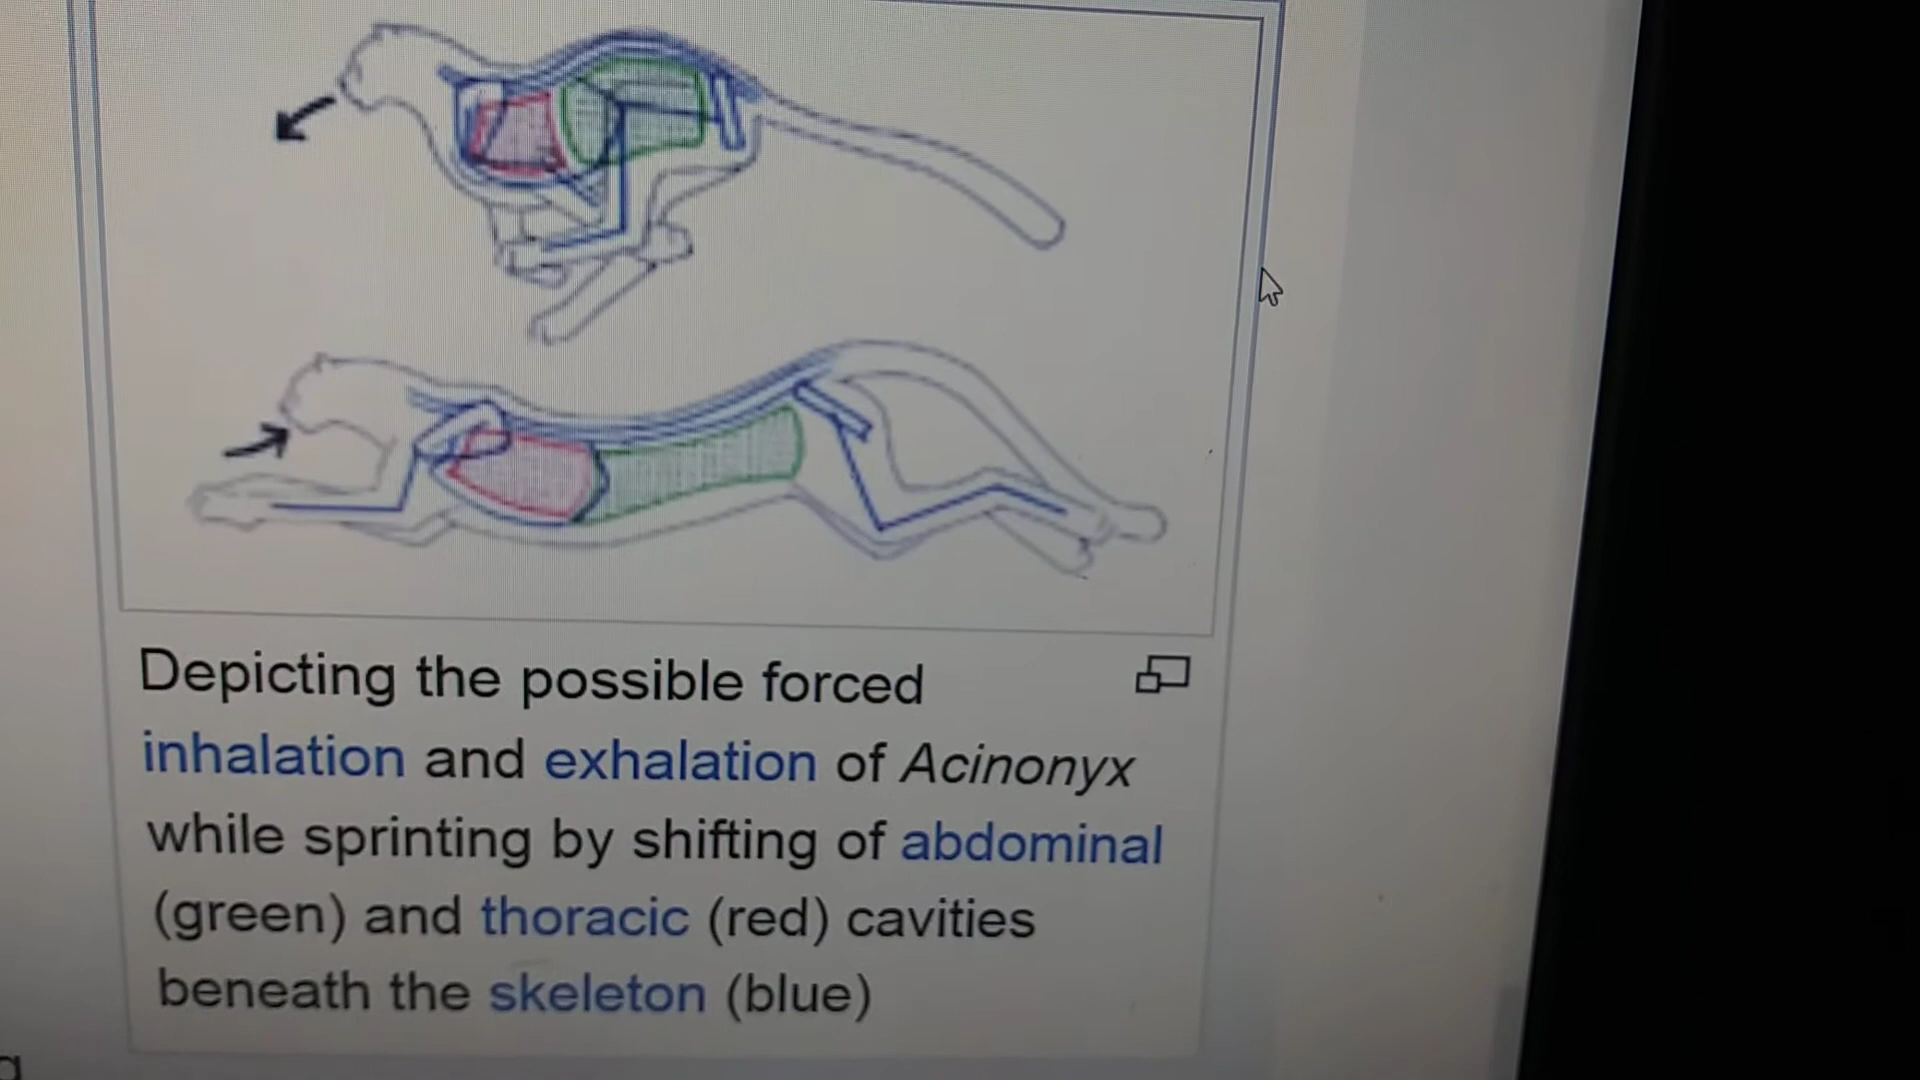 Depicting the possible forced
inhalation and exhalation of Acinonyx
while sprinting by shifting of abdominal
(green) and thoracic (red) cavities
beneath the skeleton (blue)
g